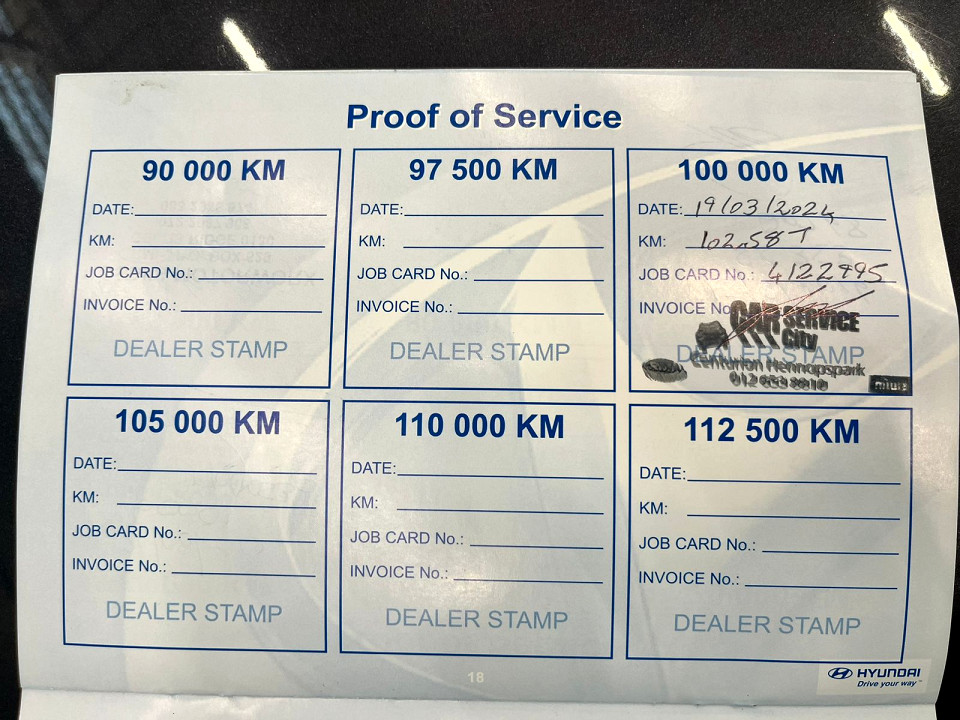 Proof of Service
90 000 KM
DATE:
KM:
JOB CARD No.:
INVOICE No.:
DEALER STAMP
97 500 KM
DATE:
KM:
JOB CARD No.:
INVOICE No.:
DEALER STAMP
100 000 KM
DATE: 19/03/2024
KM:
JOB CARD No.:
INVOICE No
CAR SERVICE
City
DEALER STAMP
Centurion Hennopspark
105 000 KM
DATE:
KM:
JOB CARD No.:
INVOICE No.:
DEALER STAMP
110 000 KM
DATE:
KM:
JOB CARD No.:
INVOICE No.:
DEALER STAMP
112 500 KM
DATE:
KM:
JOB CARD No.:
INVOICE No.:
DEALER STAMP
18
HYUNDAI
Drive your way™